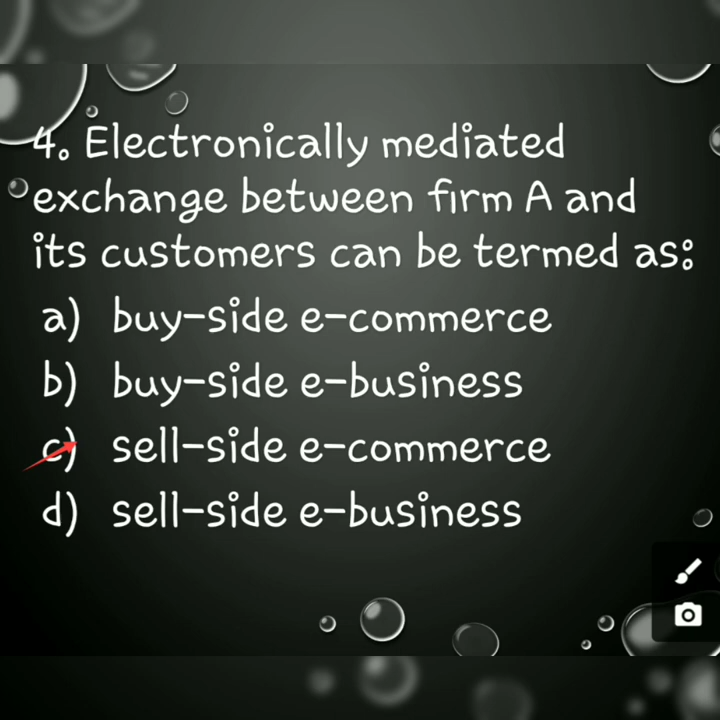 4. Electronically mediated
exchange between firm A and
its customers can be termed as:
a) buy-side e-commerce
b) buy-side e-business
c) sell-side e-commerce
d) sell-side e-business